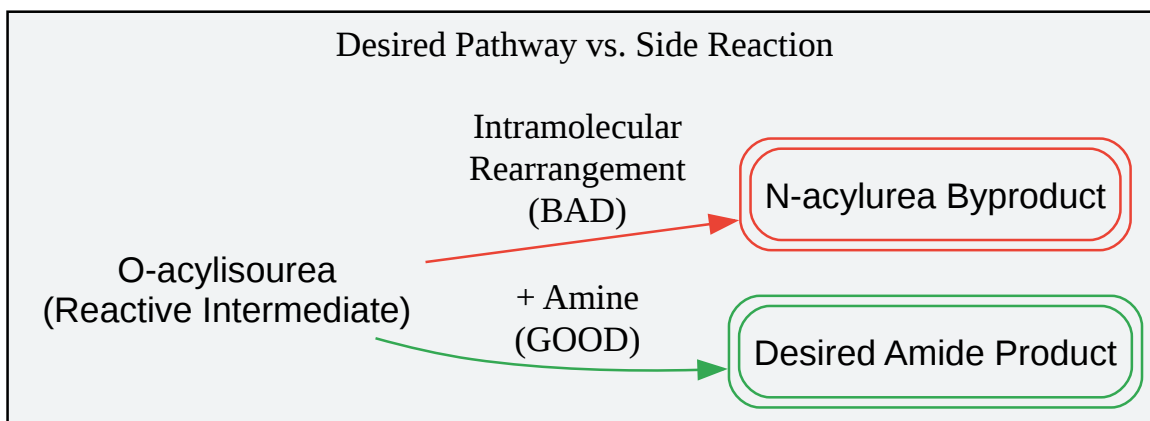 Desired Pathway vs. Side Reaction
Intramolecular
Rearrangement
(BAD)
N-acylurea Byproduct
O-acylisourea
(Reactive Intermediate)
+ Amine
(GOOD)
Desired Amide Product